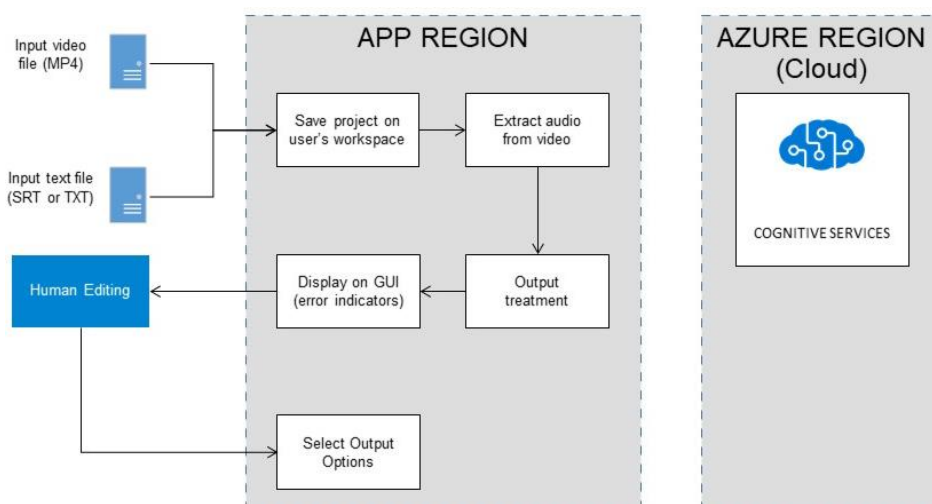 Input video
file (MP4)
APP REGION
AZURE REGION
(Cloud)
Save project on
user's workspace
Extract audio
from video
Input text file
(SRT or TXT)
COGNITIVE SERVICES
Human Editing
Display on GUI
(error indicators)
Output
treatment
Select Output
Options